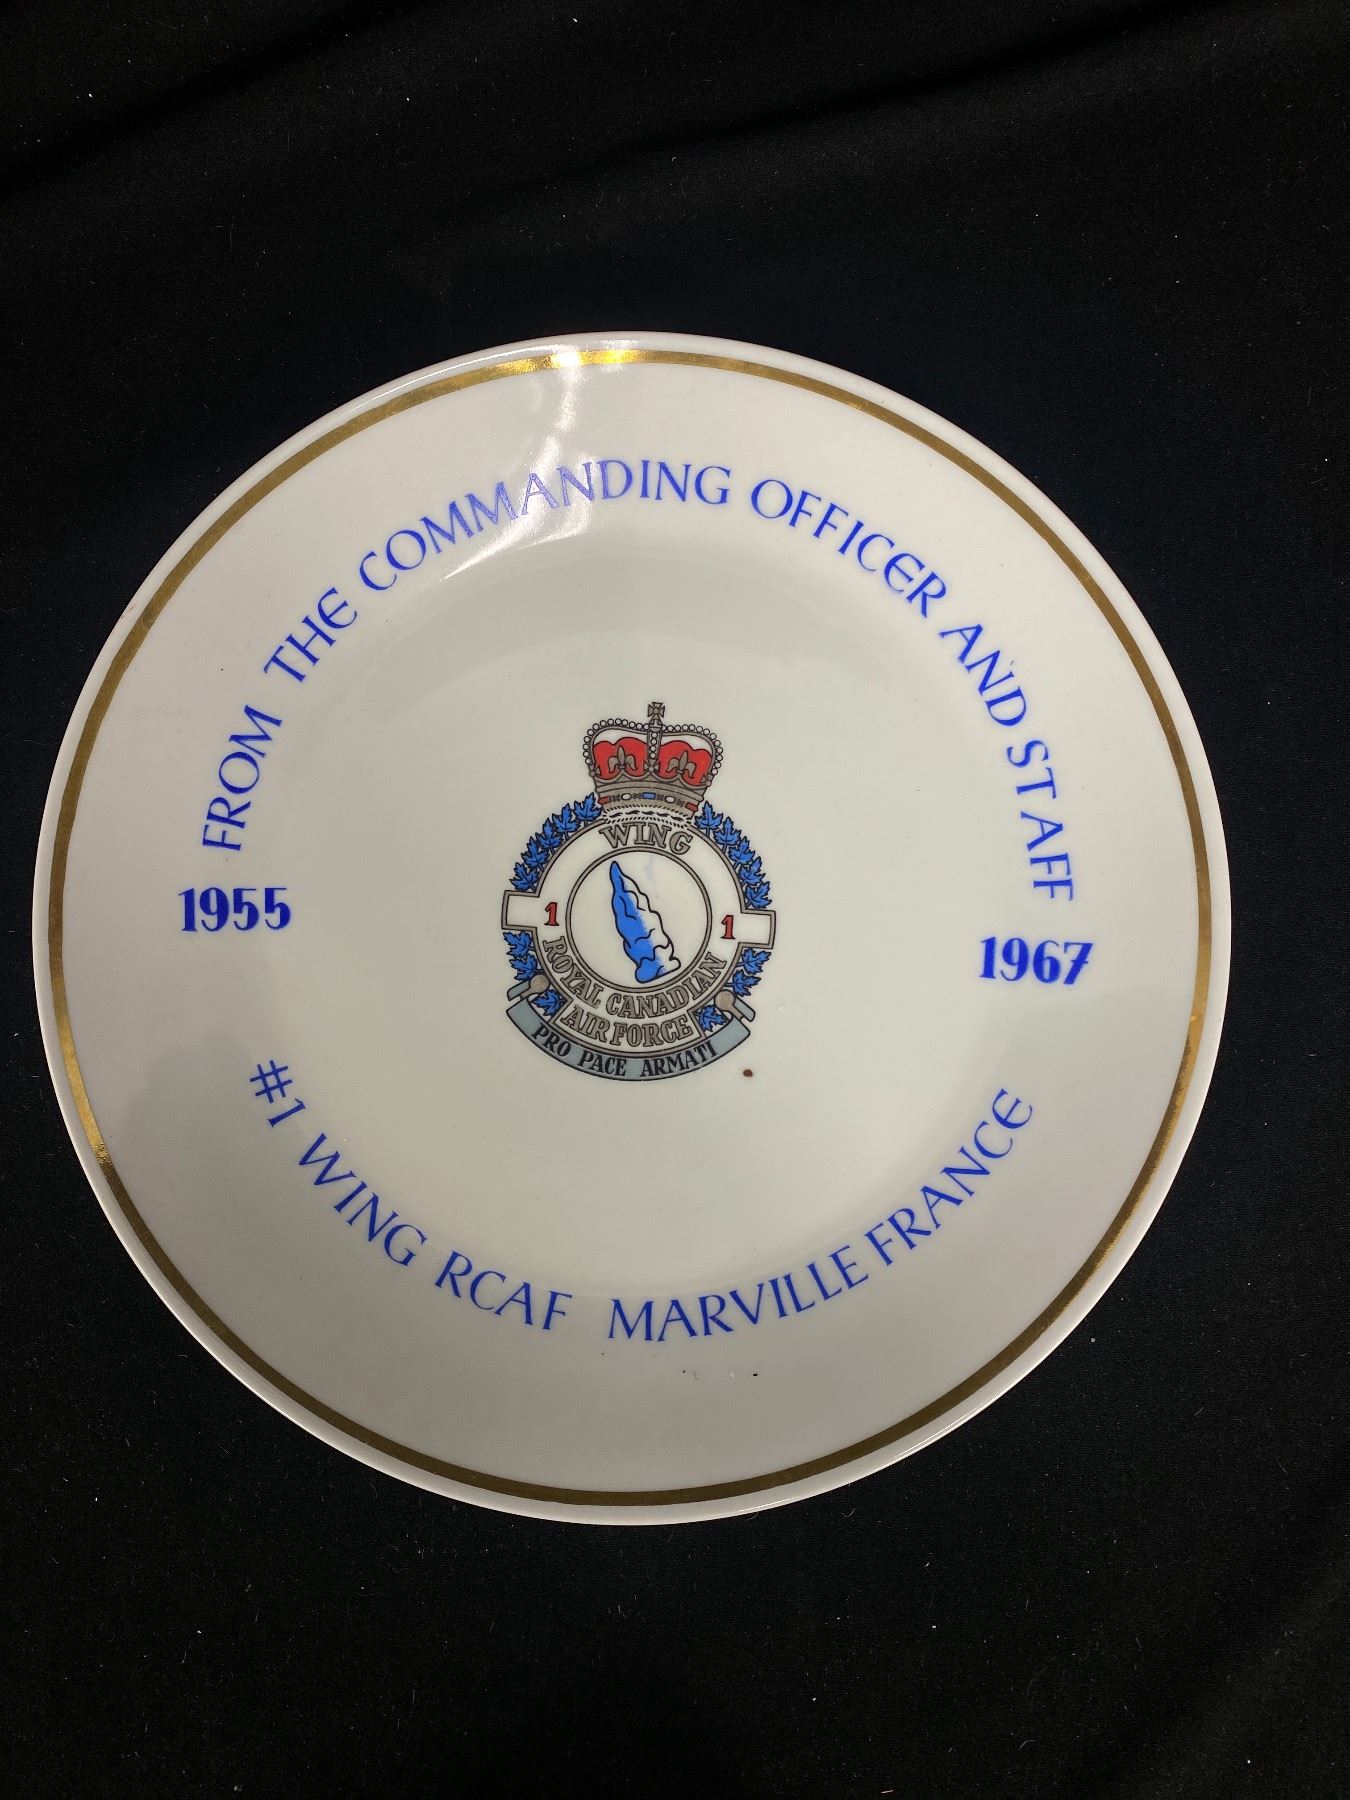 FROM THE COMMANDING OFFICER AND STAFF
1955
1967
WING
1 1
ROYAL CANADIAN
AIR FORCE
PRO PACE ARMATI
#1 WING RCAF MARVILLE FRANCE